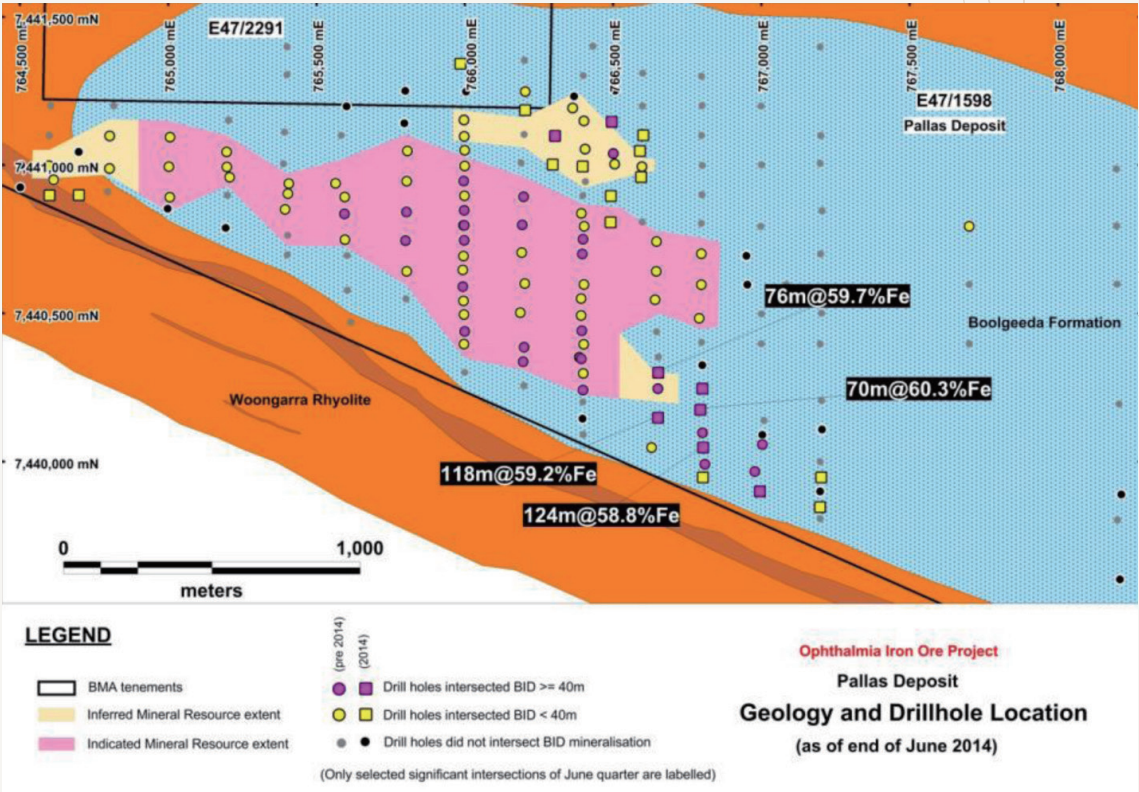 7,441,500 mN
764,500 mE
765,000 mE
765,500 mE
766,000 mE
766,500 mE
767,000 mE
767,500 mE
768,000 mE
E47/2291
E47/1598
Pallas Deposit
7,441,000 mN
76m@59.7%Fe
7,440,500 mN
Boolgeeda Formation
70m@60.3%Fe
Woongarra Rhyolite
7,440,000 mN
118m@59.2%Fe
124m@58.8%Fe
0 1,000
meters
LEGEND
BMA tenements
Inferred Mineral Resource extent
Indicated Mineral Resource extent
(pre 2014)
(2014)
Drill holes intersected BID >= 40m
Drill holes intersected BID < 40m
Drill holes did not intersect BID mineralisation
(Only selected significant intersections of June quarter are labelled)
Ophthalmia Iron Ore Project
Pallas Deposit
Geology and Drillhole Location
(as of end of June 2014)